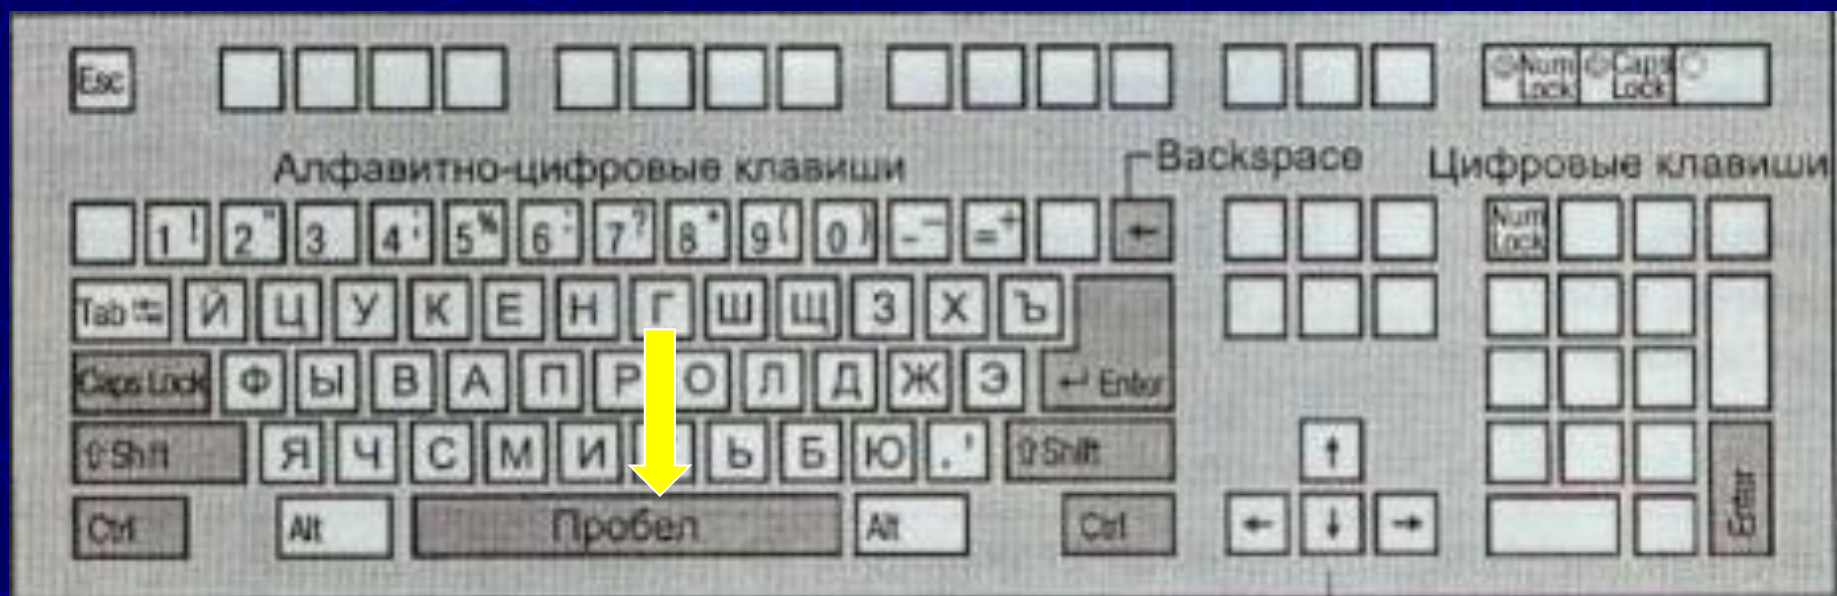 Esc Num Lock Caps Lock
Алфавитно-цифровые клавиши Backspace Цифровые клавиши
1 ! 2 " 3 4 ; 5 % 6 : 7 ? 8 * 9 ( 0 ) - – = + ← Num Lock
Tab Й Ц У К Е Н Г Ш Щ З Х Ъ
Caps Lock Ф Ы В А П Р О Л Д Ж Э ↵ Enter
⇧ Shift Я Ч С М И Ь Б Ю . ' ⇧ Shift ↑ Enter
Ctrl Alt Пробел Alt Ctrl ← ↓ →